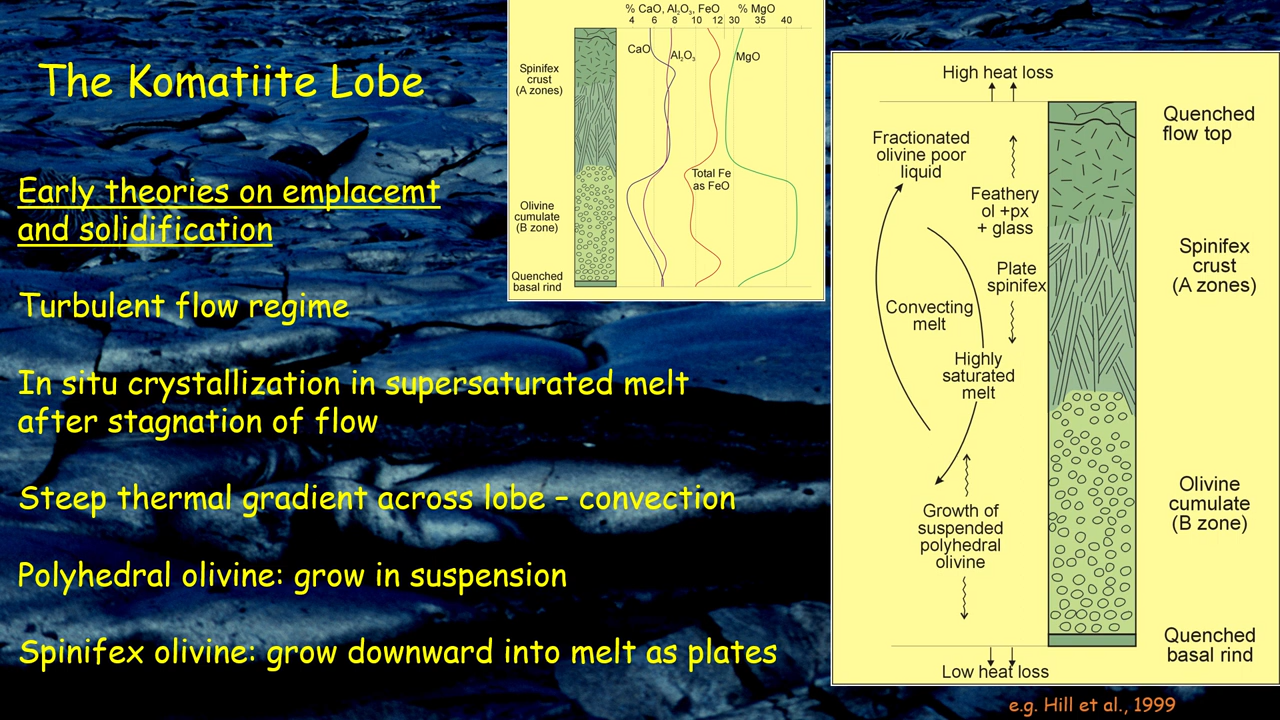 The Komatiite Lobe
Early theories on emplacemt
and solidification
Turbulent flow regime
In situ crystallization in supersaturated melt
after stagnation of flow
Steep thermal gradient across lobe – convection
Polyhedral olivine: grow in suspension
Spinifex olivine: grow downward into melt as plates
% CaO, Al₂O₃, FeO % MgO
4 6 8 10 12 30 35 40
CaO
Al₂O₃
MgO
Spinifex
crust
(A zones)
Total Fe
as FeO
Olivine
cumulate
(B zone)
Quenched
basal rind
High heat loss
Quenched
flow top
Fractionated
olivine poor
liquid
Feathery
ol +px
+ glass
Spinifex
crust
(A zones)
Plate
spinifex
Convecting
melt
Highly
saturated
melt
Olivine
cumulate
(B zone)
Growth of
suspended
polyhedral
olivine
Quenched
basal rind
Low heat loss
e.g. Hill et al., 1999